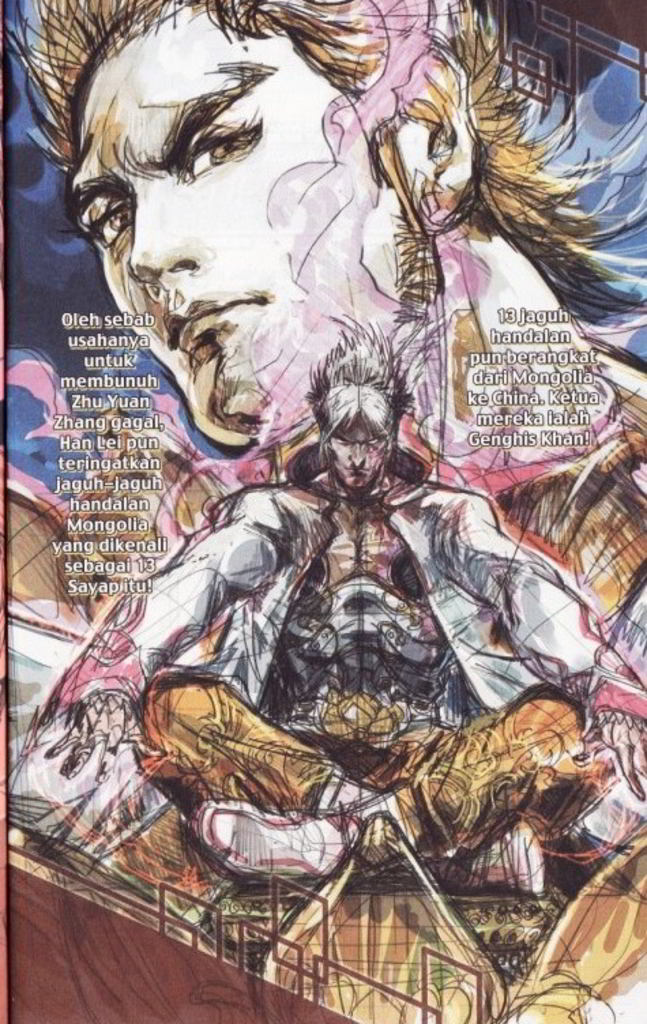 Oleh sebab
usahanya
untuk
membunuh
Zhu Yuan
Zhang gagal,
Han Lei pun
teringatkan
jaguh-jaguh
handalan
Mongolia
yang dikenali
sebagai 13
Sayap itu!
13 jaguh
handalan
pun berangkat
dari Mongolia
ke China. Ketua
mereka ialah
Genghis Khan!